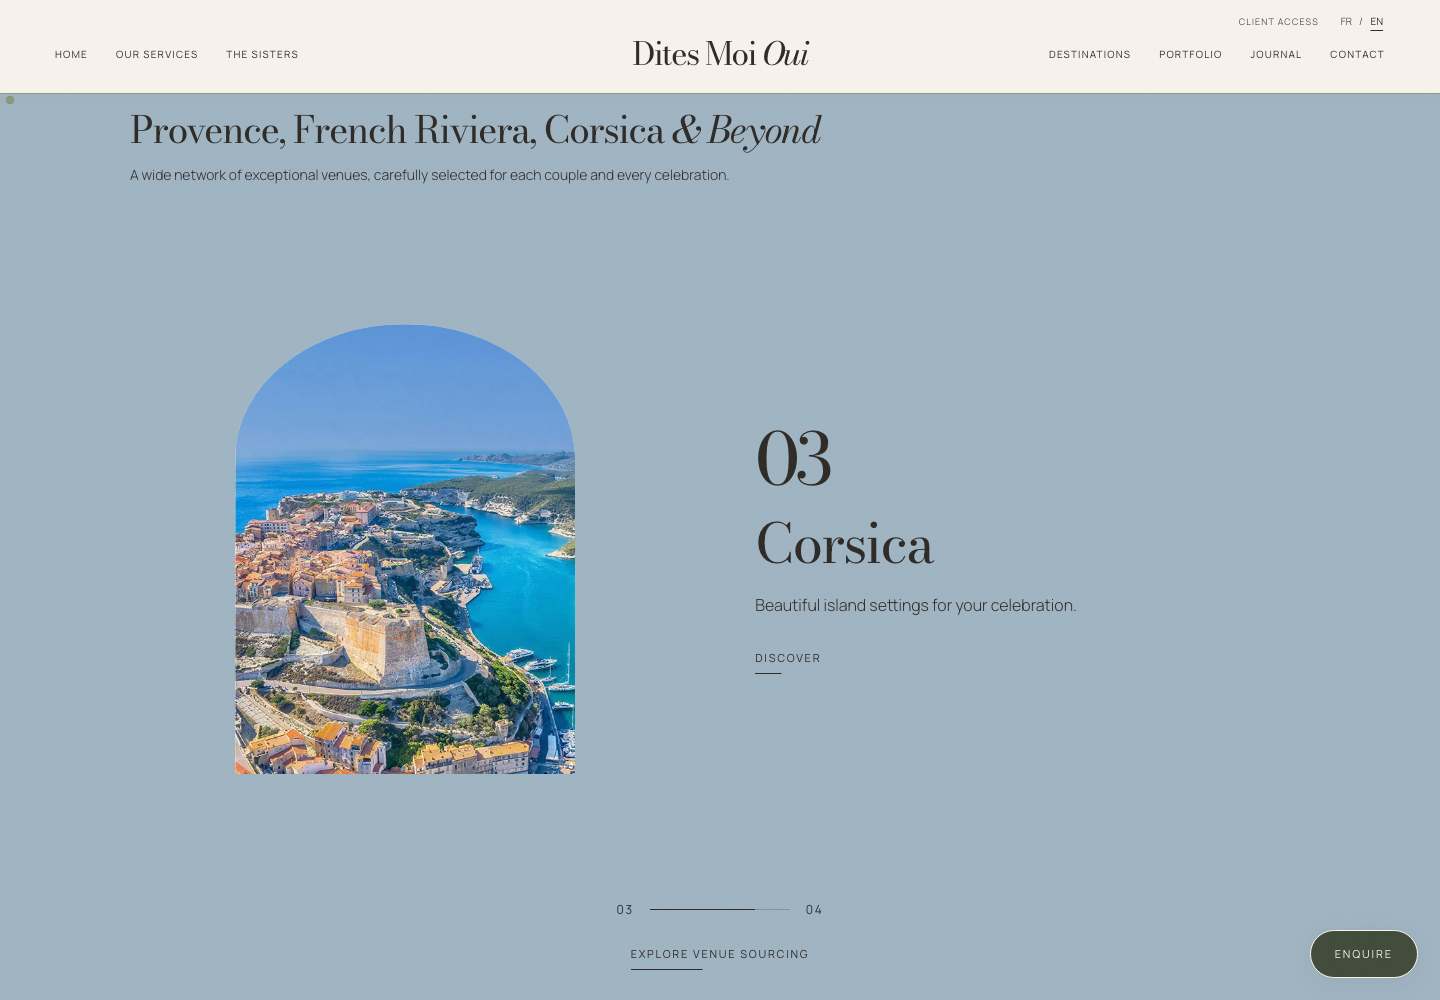 CLIENT ACCESS FR / EN
HOME OUR SERVICES THE SISTERS Dites Moi Oui DESTINATIONS PORTFOLIO JOURNAL CONTACT
Provence, French Riviera, Corsica & Beyond
A wide network of exceptional venues, carefully selected for each couple and every celebration.
03
Corsica
Beautiful island settings for your celebration.
DISCOVER
03 04
EXPLORE VENUE SOURCING
ENQUIRE